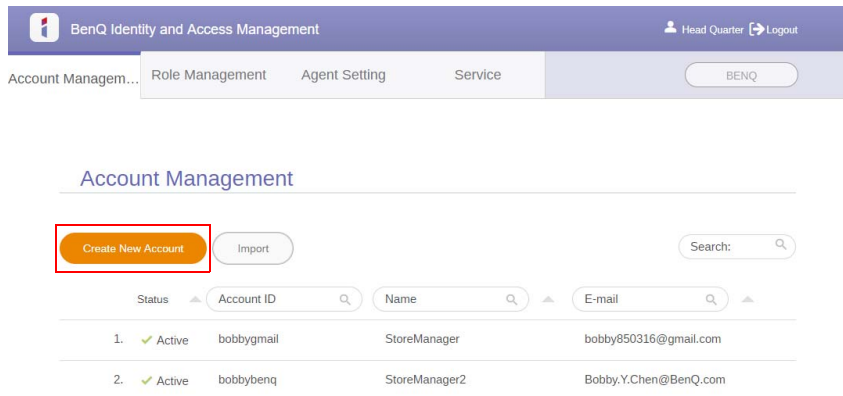 BenQ Identity and Access Management
Head Quarter Logout
Account Managem... Role Management Agent Setting Service BENQ
Account Management
Create New Account Import Search:
Status Account ID Name E-mail
1. Active bobbygmail StoreManager bobby850316@gmail.com
2. Active bobbybenq StoreManager2 Bobby.Y.Chen@BenQ.com